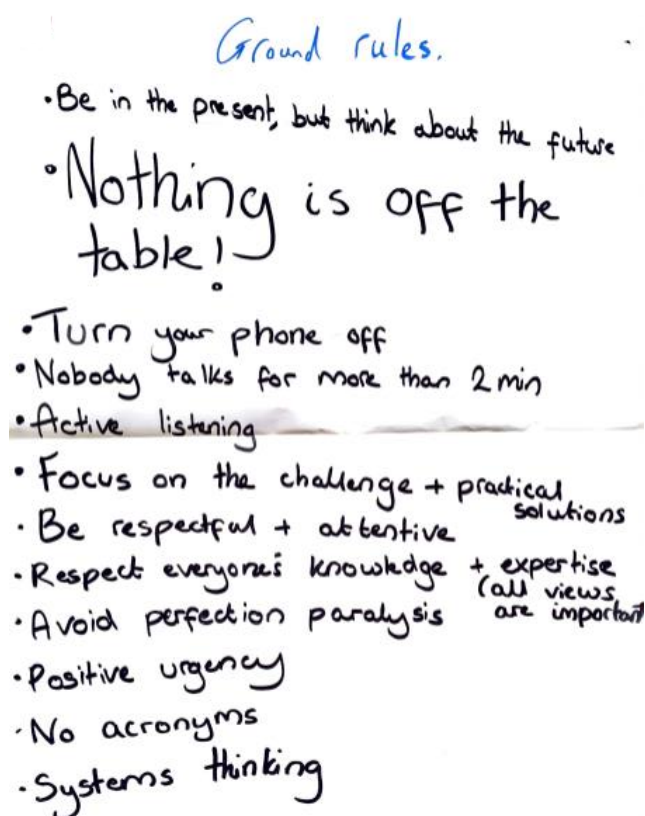 Ground rules.
• Be in the present, but think about the future
• Nothing is off the
table!
• Turn your phone off
• Nobody talks for more than 2 min
• Active listening
• Focus on the challenge + practical
solutions
• Be respectful + attentive
• Respect everyone's knowledge + expertise
(all views
are important
• Avoid perfection paralysis
• Positive urgency
• No acronyms
• Systems thinking